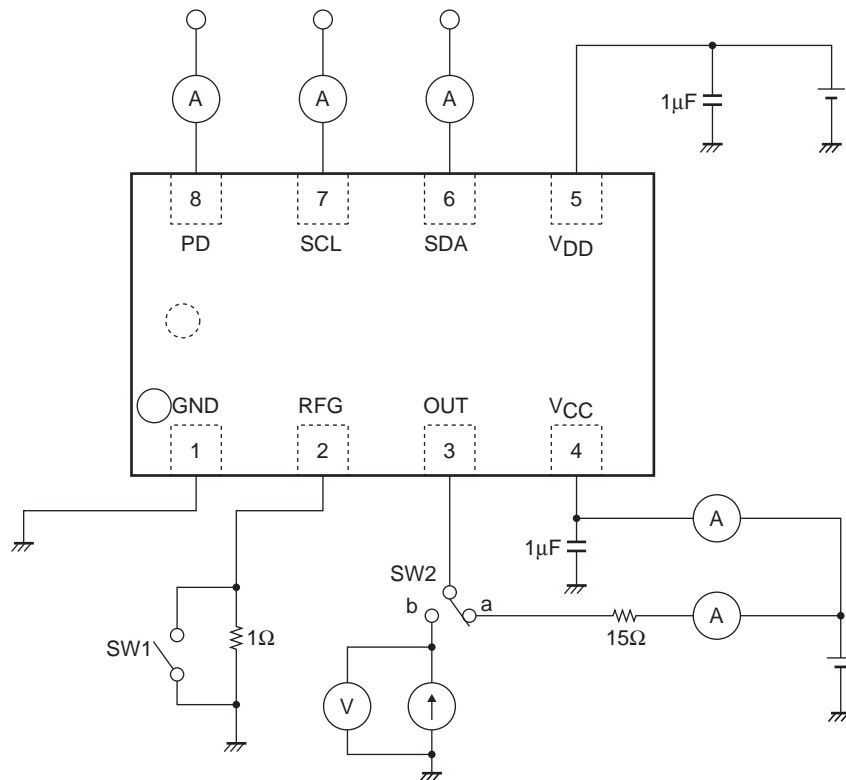 A A A
1μF
8 7 6 5
PD SCL SDA VDD
GND RFG OUT VCC
1 2 3 4
A
1μF
SW2
b a
A
SW1 1Ω 15Ω
V